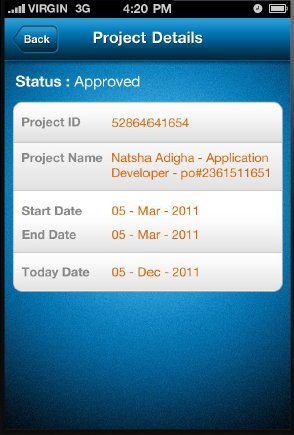 VIRGIN 3G 4:20 PM
Back Project Details
Status : Approved
Project ID 52864641654
Project Name Natsha Adigha - Application
Developer - po#2361511651
Start Date 05 - Mar - 2011
End Date 05 - Mar - 2011
Today Date 05 - Dec - 2011